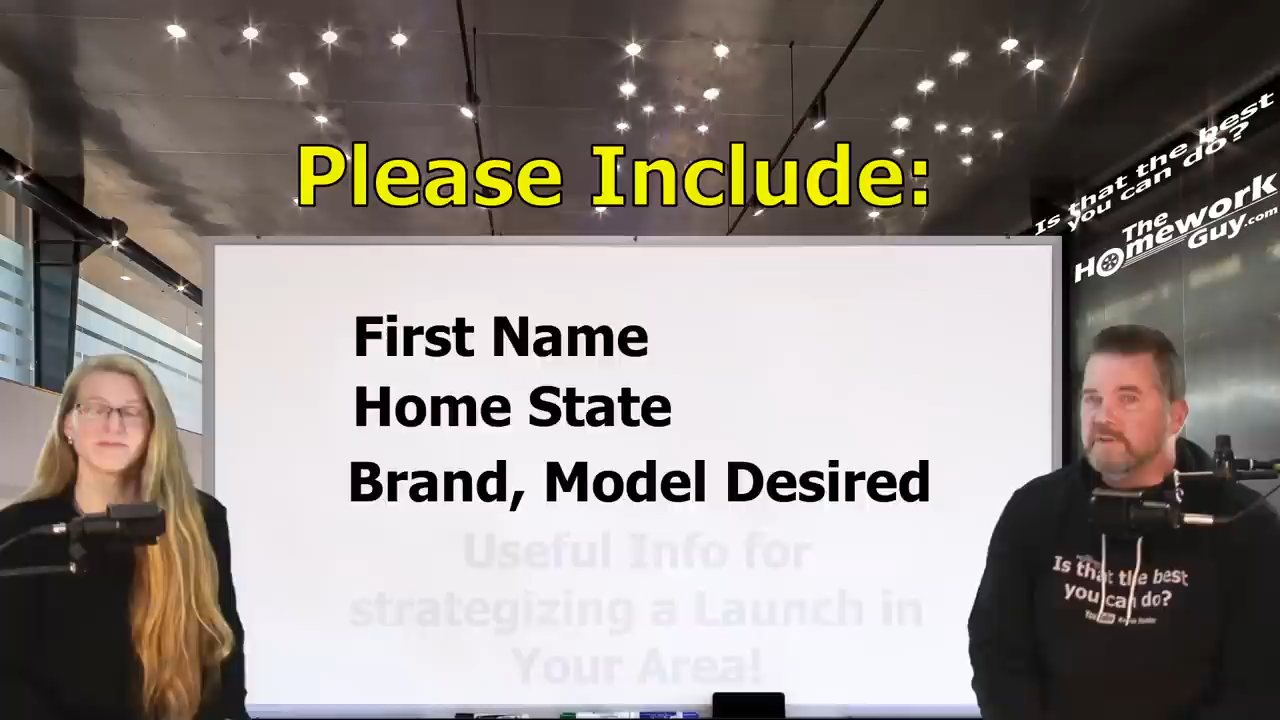 Please Include:
Is that the best
you can do?
The
Homework
Guy.com
First Name
Home State
Brand, Model Desired
Useful Info for
strategizing a Launch in
Your Area!
Is that the best
you can do?